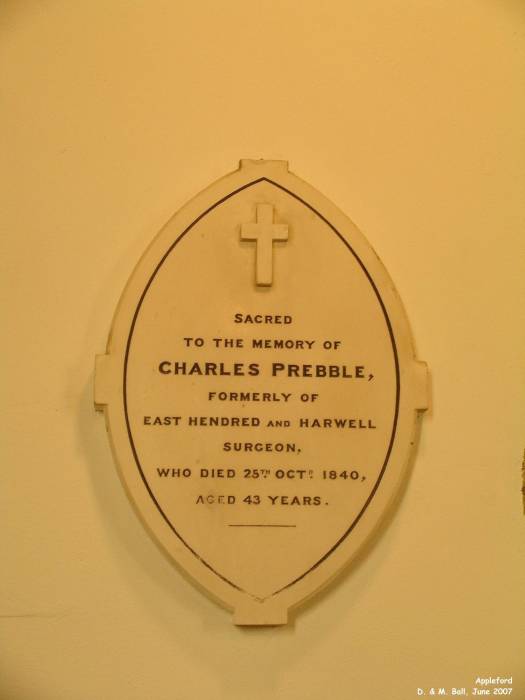 SACRED
TO THE MEMORY OF
CHARLES PREBBLE,
FORMERLY OF
EAST HENDRED AND HARWELL
SURGEON,
WHO DIED 25TH OCTR 1840,
AGED 43 YEARS.
Appleford
D. & M. Ball, June 2007